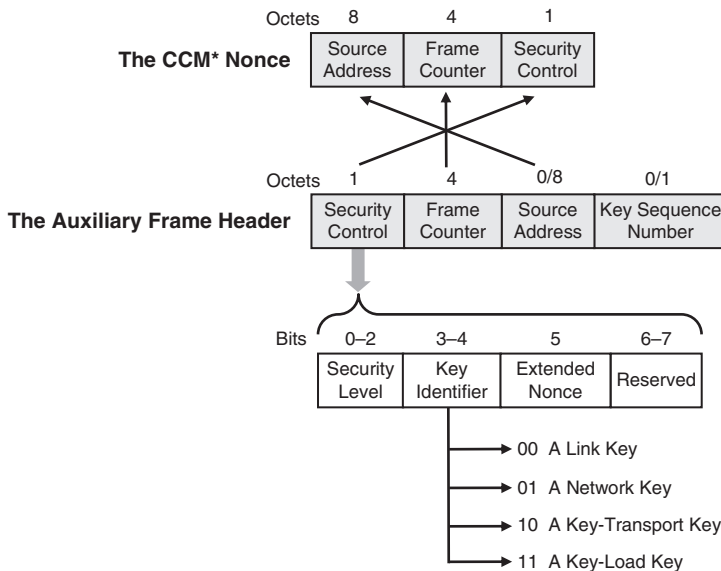 Octets 8 4 1
The CCM* Nonce
Source Address
Frame Counter
Security Control
Octets 1 4 0/8 0/1
The Auxiliary Frame Header
Security Control
Frame Counter
Source Address
Key Sequence Number
Bits 0–2 3–4 5 6–7
Security Level
Key Identifier
Extended Nonce
Reserved
00 A Link Key
01 A Network Key
10 A Key-Transport Key
11 A Key-Load Key